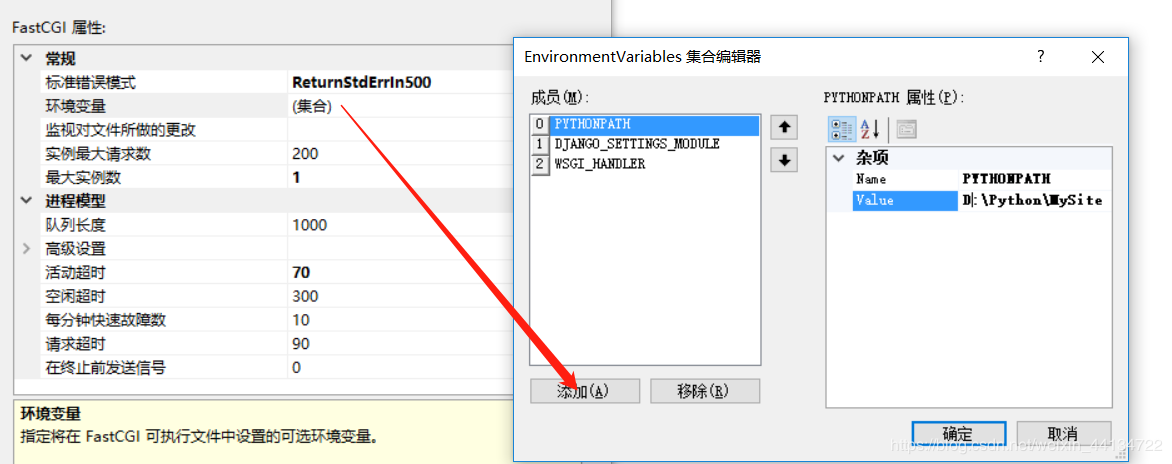 FastCGI 属性:
常规
标准错误模式 ReturnStdErrIn500
环境变量 (集合)
监视对文件所做的更改
实例最大请求数 200
最大实例数 1
进程模型
队列长度 1000
高级设置
活动超时 70
空闲超时 300
每分钟快速故障数 10
请求超时 90
在终止前发送信号 0
环境变量
指定将在 FastCGI 可执行文件中设置的可选环境变量。
EnvironmentVariables 集合编辑器
?
成员(M):
0 PYTHONPATH
1 DJANGO_SETTINGS_MODULE
2 WSGI_HANDLER
添加(A) 移除(R)
PYTHONPATH 属性(P):
杂项
Name PYTHONPATH
Value D:\Python\MySite
确定 取消
https://blog.csdn.net/weixin_44194722